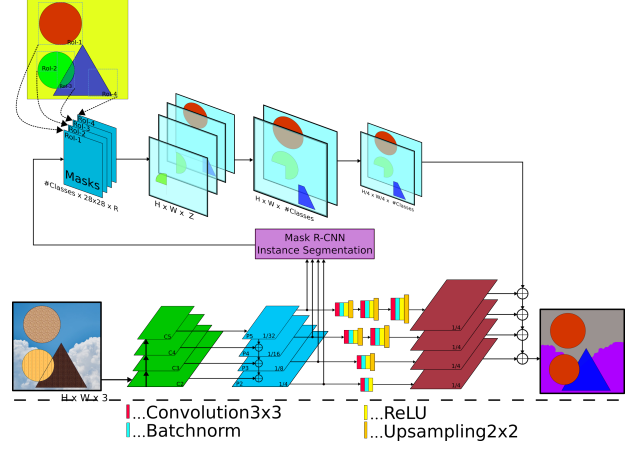 RoI-1
RoI-2
RoI-3
RoI-4
RoI-4
RoI-3
RoI-2
RoI-1
Masks
#Classes x 28x28 x R
H x W x Z
H x W x #Classes
H/4 x W/4 x #Classes
Mask R-CNN
Instance Segmentation
C5
C4
C3
C2
P5 1/32
P4 1/16
P3 1/8
P2 1/4
1/4
1/4
1/4
1/4
H x W x 3
...Convolution3x3
...ReLU
...Batchnorm
...Upsampling2x2